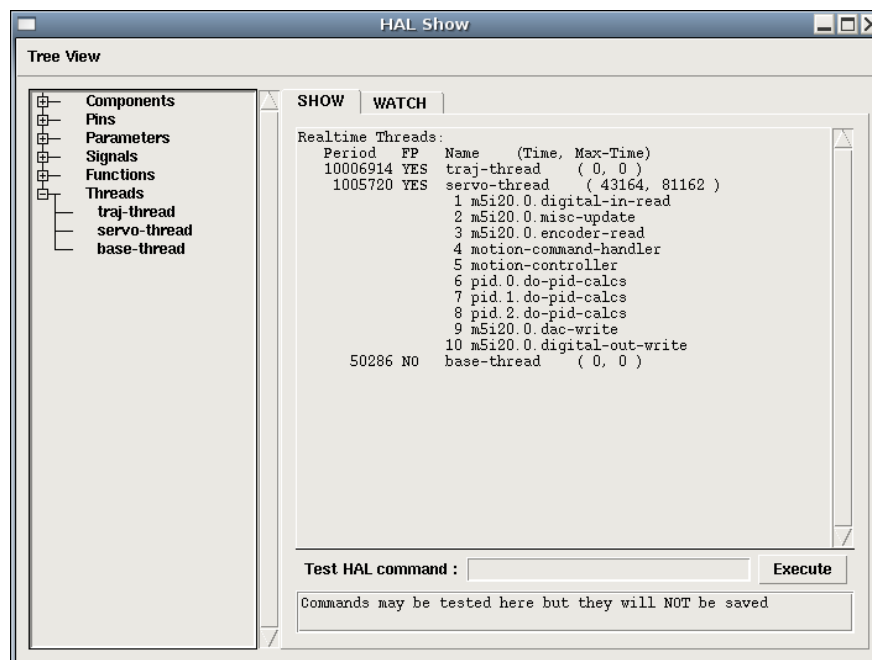 HAL Show
Tree View
Components
Pins
Parameters
Signals
Functions
Threads
traj-thread
servo-thread
base-thread
SHOW WATCH
Realtime Threads:
Period FP Name (Time, Max-Time)
10006914 YES traj-thread ( 0, 0 )
1005720 YES servo-thread ( 43164, 81162 )
1 m5i20.0.digital-in-read
2 m5i20.0.misc-update
3 m5i20.0.encoder-read
4 motion-command-handler
5 motion-controller
6 pid.0.do-pid-calcs
7 pid.1.do-pid-calcs
8 pid.2.do-pid-calcs
9 m5i20.0.dac-write
10 m5i20.0.digital-out-write
50286 NO base-thread ( 0, 0 )
Test HAL command : Execute
Commands may be tested here but they will NOT be saved